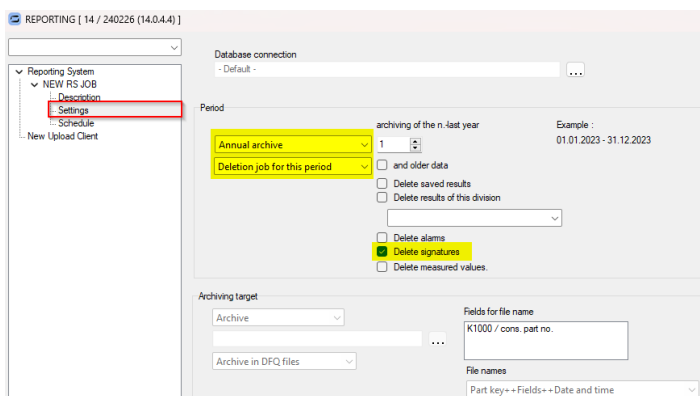 REPORTING [ 14 / 240226 (14.0.4.4) ]
Database connection
- Default -
...
Reporting System
NEW RS JOB
Description
Settings
Schedule
New Upload Client
Period
archiving of the n.-last year
Example :
Annual archive
1
01.01.2023 - 31.12.2023
Deletion job for this period
and older data
Delete saved results
Delete results of this division
Delete alarms
Delete signatures
Delete measured values.
Archiving target
Archive
Fields for file name
K1000 / cons. part no.
...
Archive in DFQ files
File names
Part key++Fields++Date and time